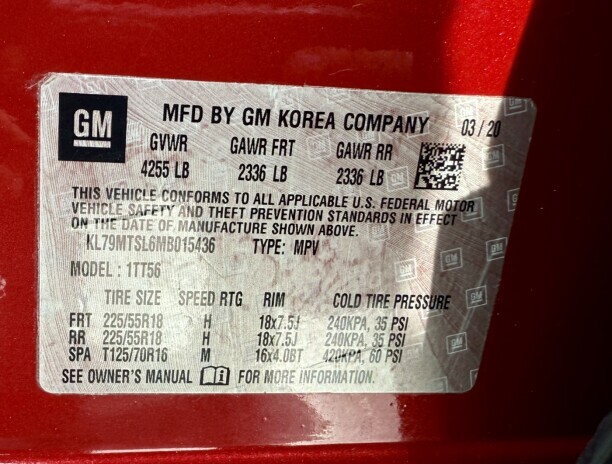 GM
MFD BY GM KOREA COMPANY 03 / 20
GVWR GAWR FRT GAWR RR
4255 LB 2336 LB 2336 LB
THIS VEHICLE CONFORMS TO ALL APPLICABLE U.S. FEDERAL MOTOR
VEHICLE SAFETY AND THEFT PREVENTION STANDARDS IN EFFECT
ON THE DATE OF MANUFACTURE SHOWN ABOVE.
KL79MTSL6MB015436 TYPE: MPV
MODEL : 1TT56
TIRE SIZE SPEED RTG RIM COLD TIRE PRESSURE
FRT 225/55R18 H 18x7.5J 240KPA, 35 PSI
RR 225/55R18 H 18x7.5J 240KPA, 35 PSI
SPA T125/70R16 M 16x4.0BT 420KPA, 60 PSI
SEE OWNER'S MANUAL FOR MORE INFORMATION